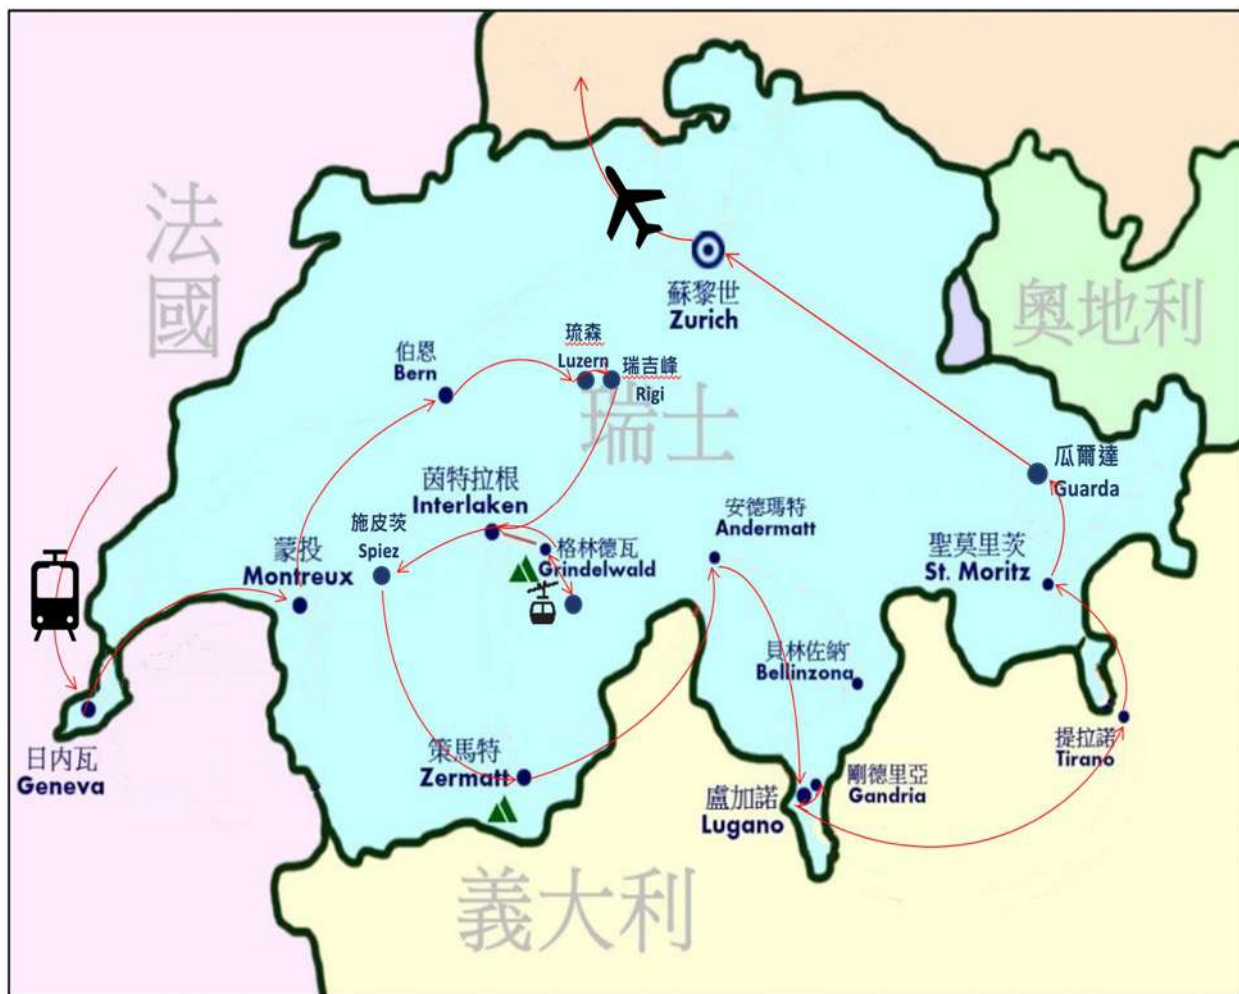 法
國
蘇黎世
Zurich
奧地利
琉森
Luzern
瑞吉峰
Rigi
伯恩
Bern
瑞士
瓜爾達
Guarda
茵特拉根
Interlaken
施皮茨
Spiez
安德瑪特
Andermatt
格林德瓦
Grindelwald
蒙投
Montreux
聖莫里茨
St. Moritz
貝林佐納
Bellinzona
提拉諾
Tirano
日內瓦
Geneva
策馬特
Zermatt
剛德里亞
Gandria
盧加諾
Lugano
義大利